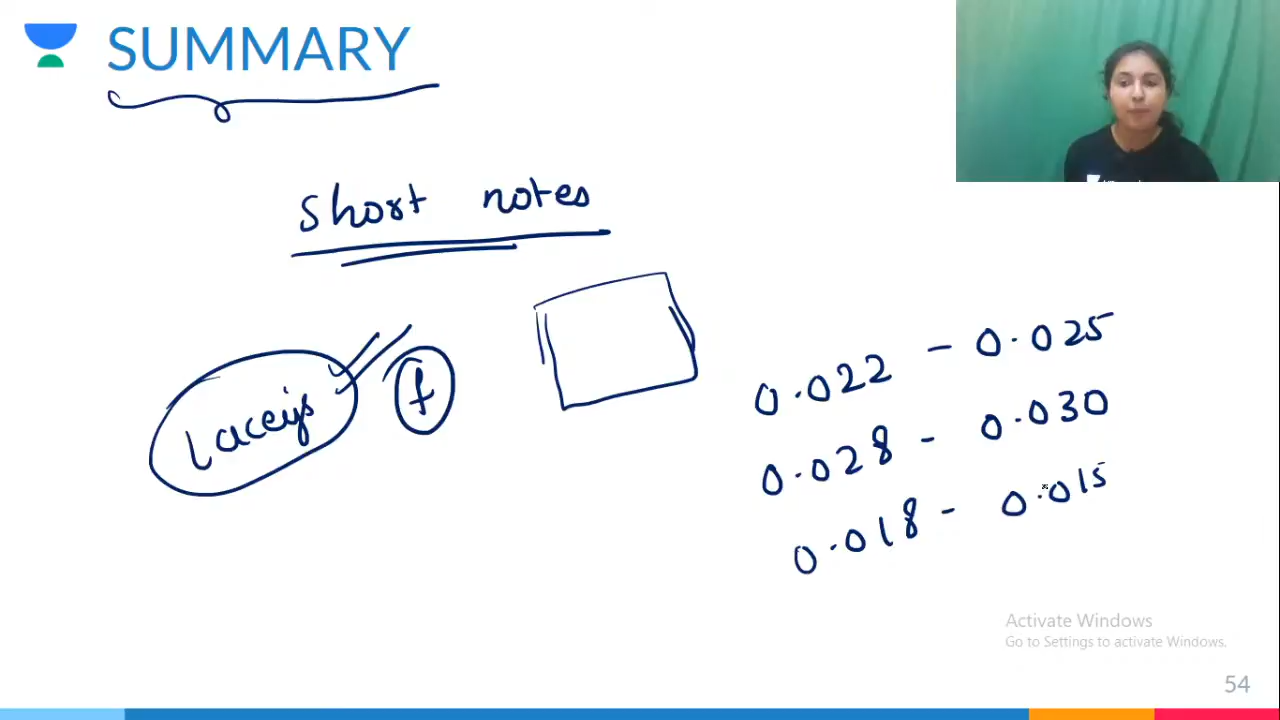 SUMMARY
short notes
Lacey's f
0.022 - 0.025
0.028 - 0.030
0.018 - 0.015
Activate Windows
Go to Settings to activate Windows.
54